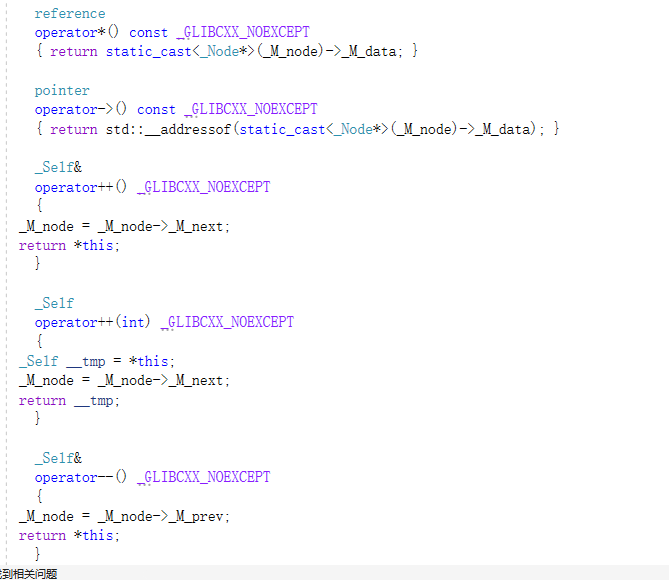 reference
operator*() const _GLIBCXX_NOEXCEPT
{ return static_cast<_Node*>(_M_node)->_M_data; }
pointer
operator->() const _GLIBCXX_NOEXCEPT
{ return std::__addressof(static_cast<_Node*>(_M_node)->_M_data); }
_Self&
operator++() _GLIBCXX_NOEXCEPT
{
_M_node = _M_node->_M_next;
return *this;
}
_Self
operator++(int) _GLIBCXX_NOEXCEPT
{
_Self __tmp = *this;
_M_node = _M_node->_M_next;
return __tmp;
}
_Self&
operator--() _GLIBCXX_NOEXCEPT
{
_M_node = _M_node->_M_prev;
return *this;
}
到相关问题